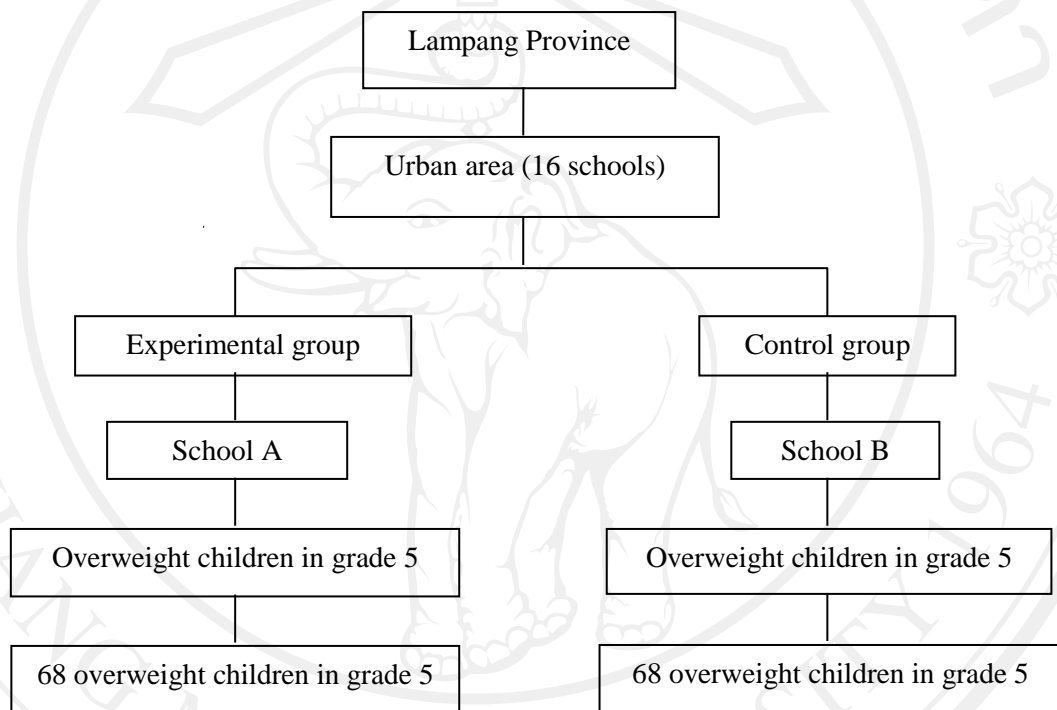 Lampang Province
Urban area (16 schools)
Experimental group
Control group
School A
School B
Overweight children in grade 5
Overweight children in grade 5
68 overweight children in grade 5
68 overweight children in grade 5
1964